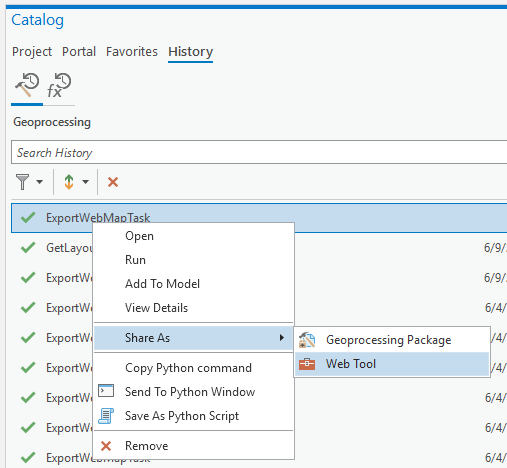 Catalog
Project Portal Favorites History
Geoprocessing
Search History
ExportWebMapTask
Open
GetLayou 6/9/
Run
ExportWe 6/9/
Add To Model
ExportWe 6/4/
View Details
ExportWe
Share As
Geoprocessing Package
Web Tool
ExportWe 6/4/
Copy Python command
ExportWe 6/4/
Send To Python Window
ExportWe 6/4/
Save As Python Script
ExportWe 6/4/
Remove
ExportWebMapTask 6/4/